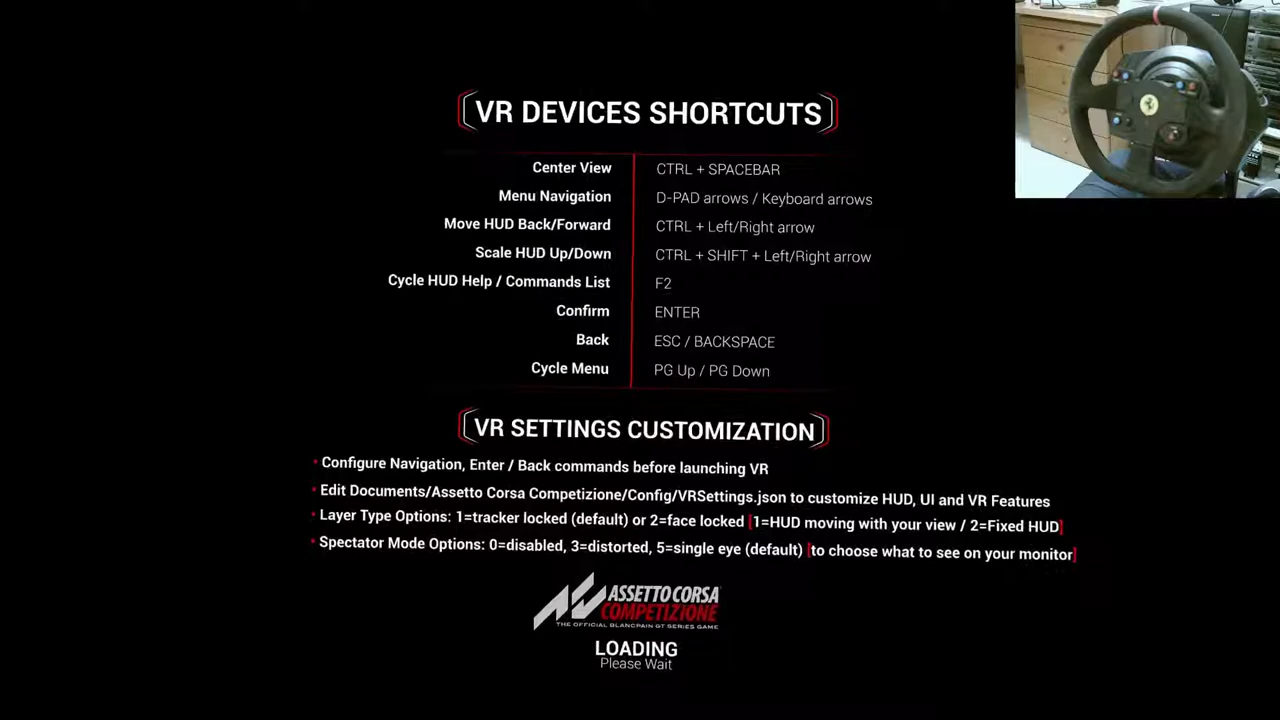 VR DEVICES SHORTCUTS
Center View CTRL + SPACEBAR
Menu Navigation D-PAD arrows / Keyboard arrows
Move HUD Back/Forward CTRL + Left/Right arrow
Scale HUD Up/Down CTRL + SHIFT + Left/Right arrow
Cycle HUD Help / Commands List F2
Confirm ENTER
Back ESC / BACKSPACE
Cycle Menu PG Up / PG Down
VR SETTINGS CUSTOMIZATION
• Configure Navigation, Enter / Back commands before launching VR
• Edit Documents/Assetto Corsa Competizione/Config/VRSettings.json to customize HUD, UI and VR Features
• Layer Type Options: 1=tracker locked (default) or 2=face locked [1=HUD moving with your view / 2=Fixed HUD]
• Spectator Mode Options: 0=disabled, 3=distorted, 5=single eye (default) [to choose what to see on your monitor]
ASSETTO CORSA
COMPETIZIONE
THE OFFICIAL BLANCPAIN GT SERIES GAME
LOADING
Please Wait